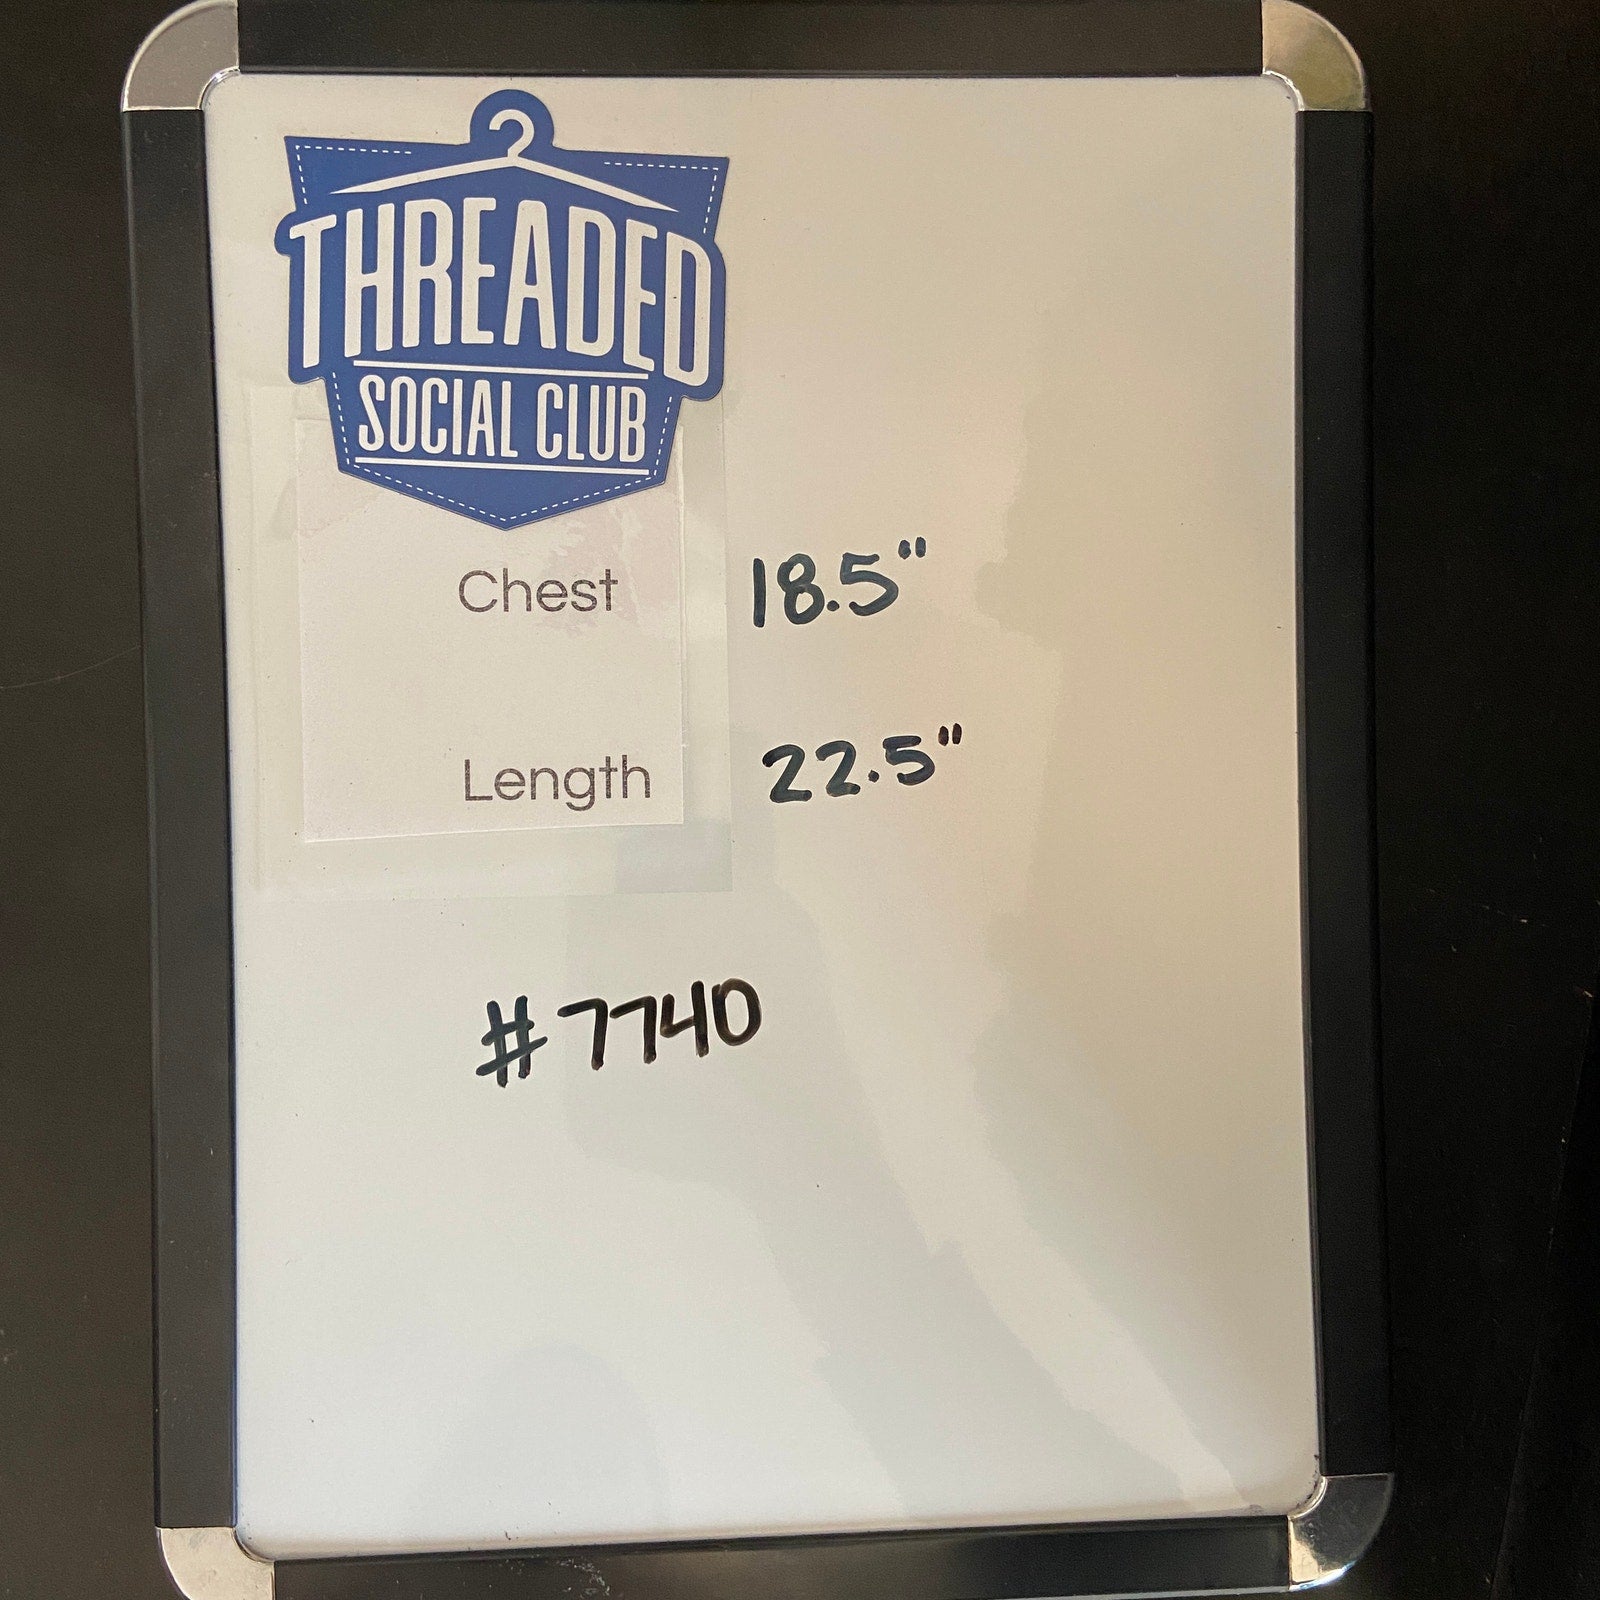 THREADED
SOCIAL CLUB
Chest 18.5"
Length 22.5"
#7740